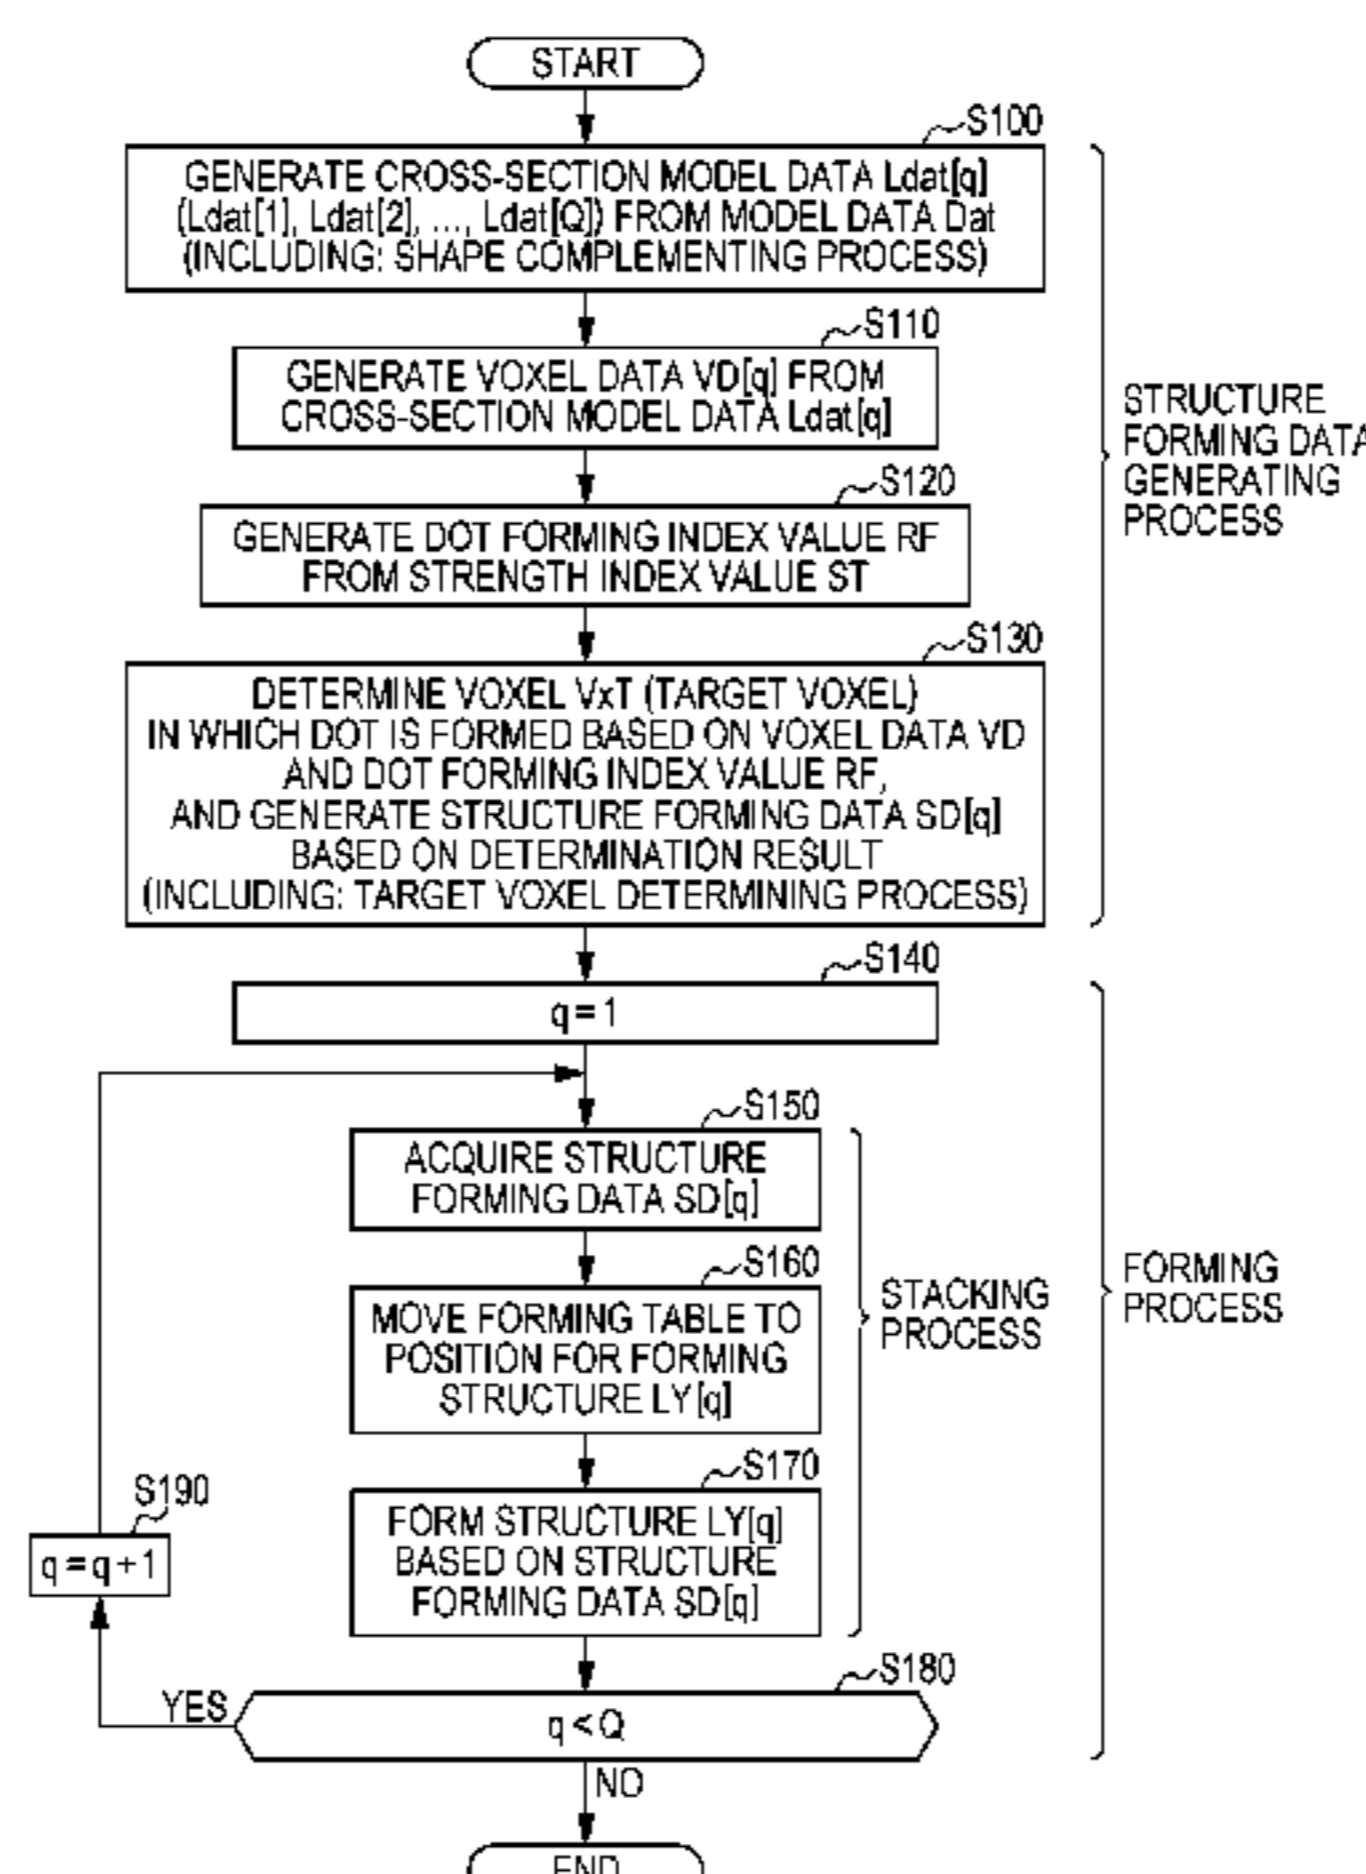 START
S100
GENERATE CROSS-SECTION MODEL DATA Ldat[q]
(Ldat[1], Ldat[2], ..., Ldat[Q]) FROM MODEL DATA Dat
(INCLUDING: SHAPE COMPLEMENTING PROCESS)
S110
GENERATE VOXEL DATA VD[q] FROM
CROSS-SECTION MODEL DATA Ldat[q]
STRUCTURE
FORMING DATA
GENERATING
PROCESS
S120
GENERATE DOT FORMING INDEX VALUE RF
FROM STRENGTH INDEX VALUE ST
S130
DETERMINE VOXEL VxT (TARGET VOXEL)
IN WHICH DOT IS FORMED BASED ON VOXEL DATA VD
AND DOT FORMING INDEX VALUE RF,
AND GENERATE STRUCTURE FORMING DATA SD[q]
BASED ON DETERMINATION RESULT
(INCLUDING: TARGET VOXEL DETERMINING PROCESS)
S140
q = 1
S150
ACQUIRE STRUCTURE
FORMING DATA SD[q]
S160
MOVE FORMING TABLE TO
POSITION FOR FORMING
STRUCTURE LY[q]
STACKING
PROCESS
FORMING
PROCESS
S170
FORM STRUCTURE LY[q]
BASED ON STRUCTURE
FORMING DATA SD[q]
S190
q = q + 1
S180
YES
q < Q
NO
END